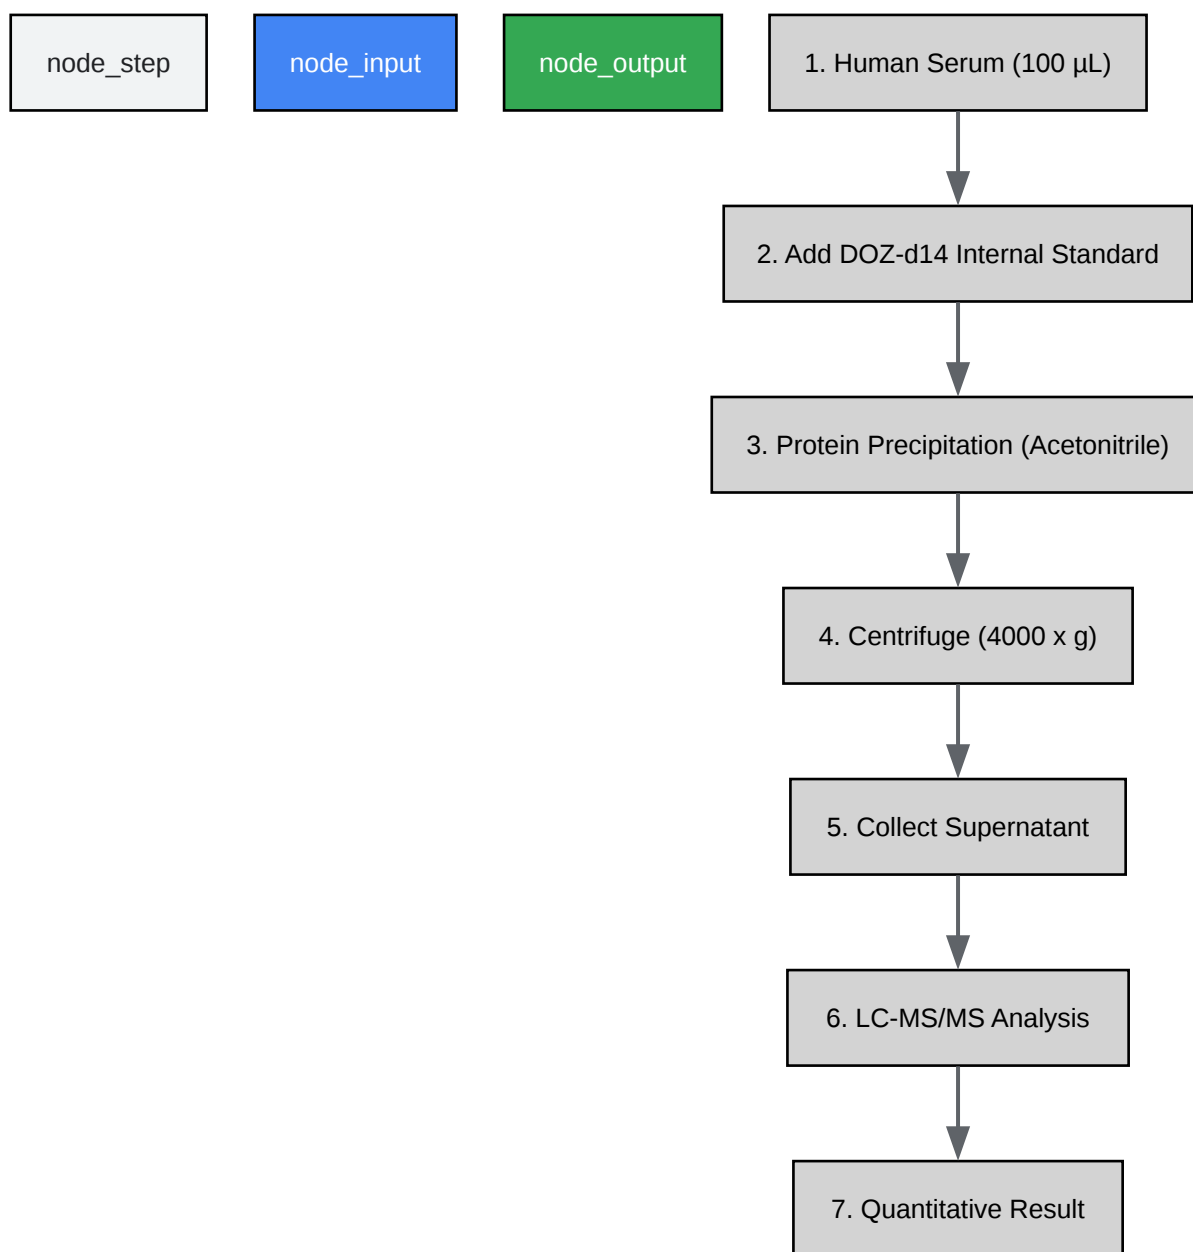 node_step
node_input
node_output
1. Human Serum (100 µL)
2. Add DOZ-d14 Internal Standard
3. Protein Precipitation (Acetonitrile)
4. Centrifuge (4000 x g)
5. Collect Supernatant
6. LC-MS/MS Analysis
7. Quantitative Result